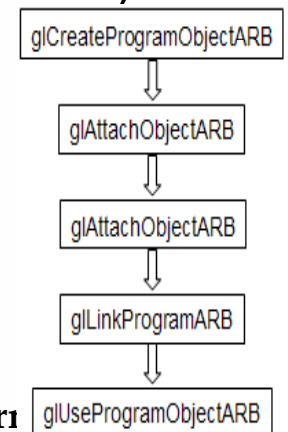 glCreateProgramObjectARB
glAttachObjectARB
glAttachObjectARB
glLinkProgramARB
glUseProgramObjectARB